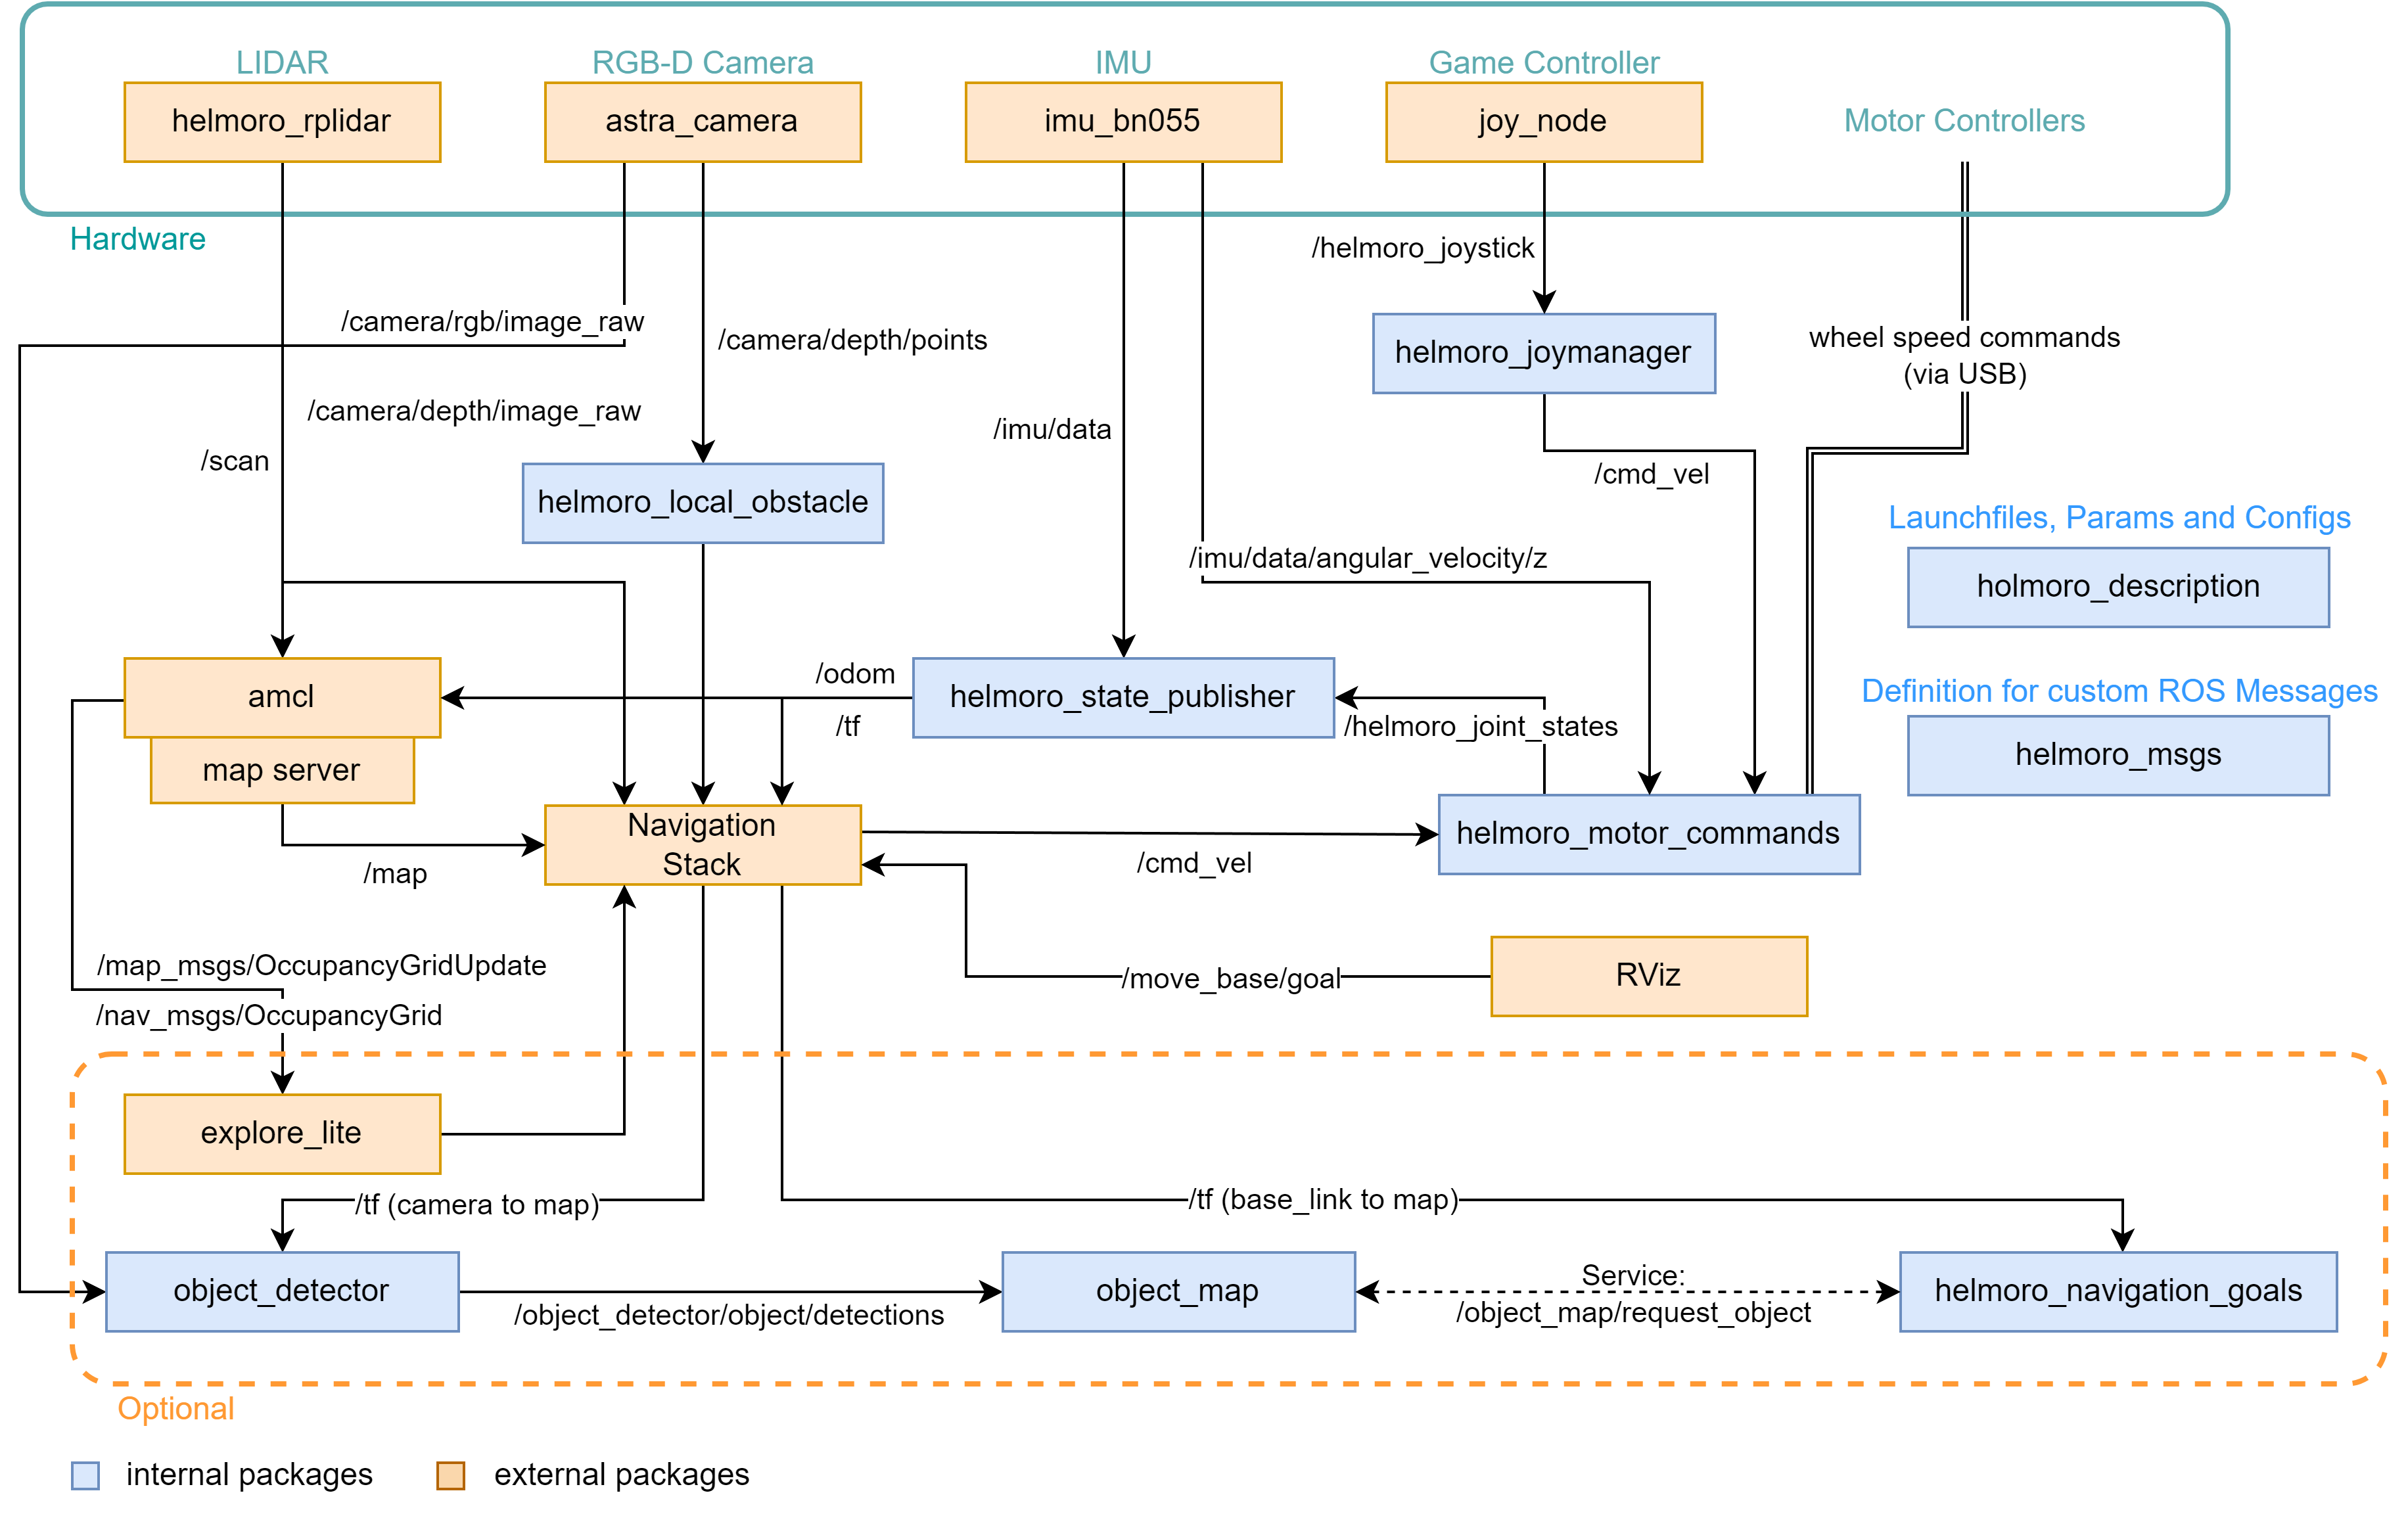 LIDAR
RGB-D Camera
IMU
Game Controller
helmoro_rplidar
astra_camera
imu_bn055
joy_node
Motor Controllers
Hardware
/helmoro_joystick
/camera/rgb/image_raw
/camera/depth/points
helmoro_joymanager
wheel speed commands
(via USB)
/camera/depth/image_raw
/imu/data
/scan
/cmd_vel
helmoro_local_obstacle
Launchfiles, Params and Configs
/imu/data/angular_velocity/z
holmoro_description
/odom
amcl
helmoro_state_publisher
/tf
/helmoro_joint_states
Definition for custom ROS Messages
helmoro_msgs
map server
Navigation
Stack
helmoro_motor_commands
/map
/cmd_vel
/map_msgs/OccupancyGridUpdate
/move_base/goal
RViz
/nav_msgs/OccupancyGrid
explore_lite
/tf (camera to map)
/tf (base_link to map)
object_detector
/object_detector/object/detections
object_map
Service:
/object_map/request_object
helmoro_navigation_goals
Optional
internal packages
external packages